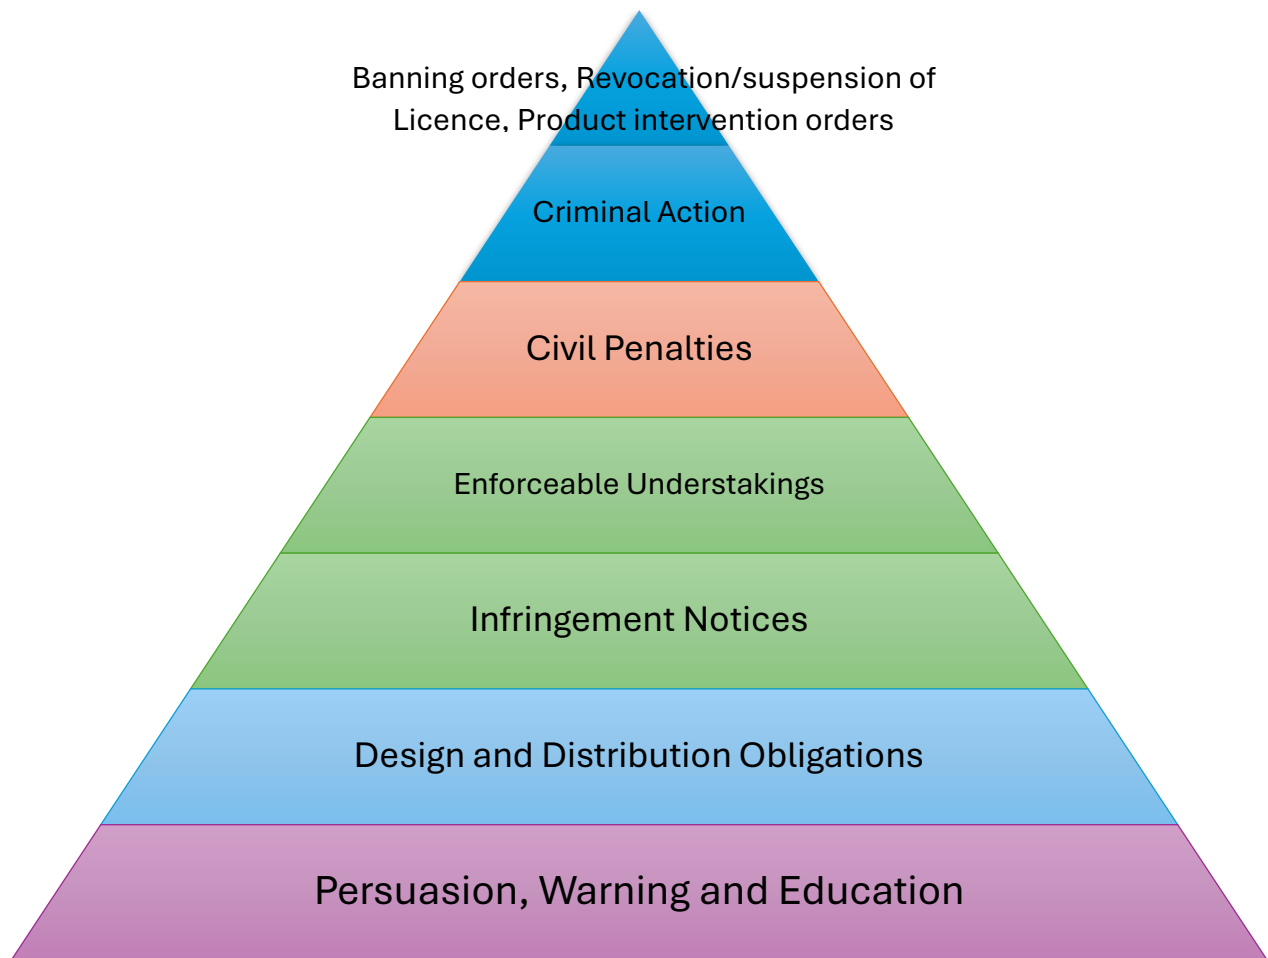 Banning orders, Revocation/suspension of
Licence, Product intervention orders
Criminal Action
Civil Penalties
Enforceable Understakings
Infringement Notices
Design and Distribution Obligations
Persuasion, Warning and Education